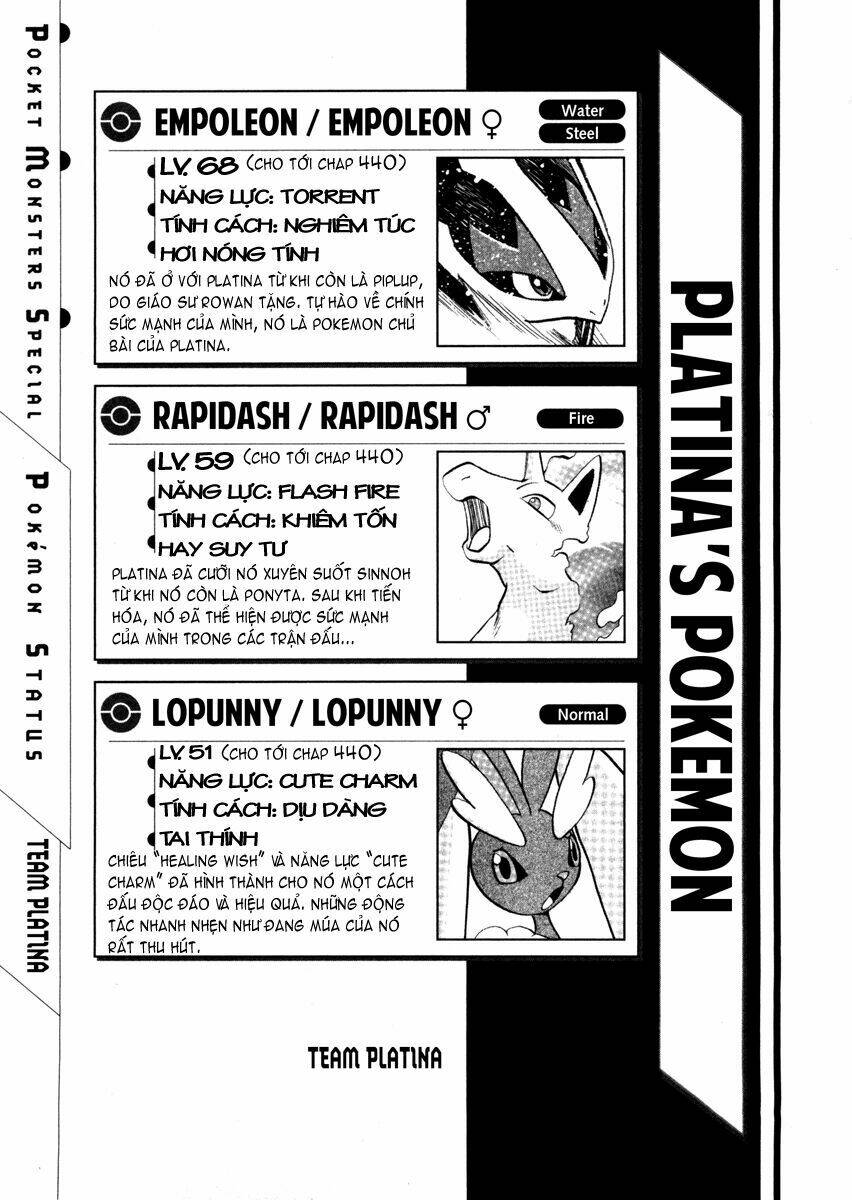 POCKET MONSTERS SPECIAL
POKéMON STATUS
TEAM PLATINA
EMPOLEON / EMPOLEON ♀
Water
Steel
LV. 68 (CHO TỚI CHAP 440)
NĂNG LỰC: TORRENT
TÍNH CÁCH: NGHIÊM TÚC
HƠI NÓNG TÍNH
NÓ ĐÃ Ở VỚI PLATINA TỪ KHI CÒN LÀ PIPLUP,
DO GIÁO SƯ ROWAN TẶNG. TỰ HÀO VỀ CHÍNH
SỨC MẠNH CỦA MÌNH, NÓ LÀ POKEMON CHỦ
BÀI CỦA PLATINA.
RAPIDASH / RAPIDASH ♂
Fire
LV. 59 (CHO TỚI CHAP 440)
NĂNG LỰC: FLASH FIRE
TÍNH CÁCH: KHIÊM TỐN
HAY SUY TƯ
PLATINA ĐÃ CƯỠI NÓ XUYÊN SUỐT SINNOH
TỪ KHI NÓ CÒN LÀ PONYTA. SAU KHI TIẾN
HÓA, NÓ ĐÃ THỂ HIỆN ĐƯỢC SỨC MẠNH
CỦA MÌNH TRONG CÁC TRẬN ĐẤU...
LOPUNNY / LOPUNNY ♀
Normal
LV. 51 (CHO TỚI CHAP 440)
NĂNG LỰC: CUTE CHARM
TÍNH CÁCH: DỊU DÀNG
TAI THÍNH
CHIÊU "HEALING WISH" VÀ NĂNG LỰC "CUTE
CHARM" ĐÃ HÌNH THÀNH CHO NÓ MỘT CÁCH
ĐẤU ĐỘC ĐÁO VÀ HIỆU QUẢ. NHỮNG ĐỘNG
TÁC NHANH NHẸN NHƯ ĐANG MÚA CỦA NÓ
RẤT THU HÚT.
PLATINA'S POKEMON
TEAM PLATINA